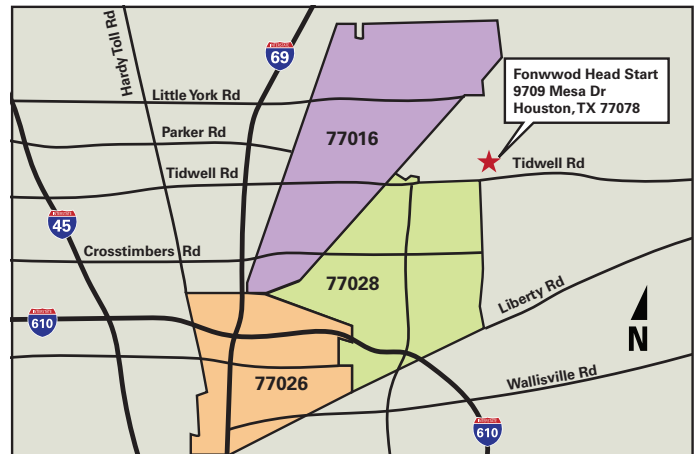 Hardy Toll Rd
69
Fonwwod Head Start
9709 Mesa Dr
Houston, TX 77078
Little York Rd
Parker Rd
77016
Tidwell Rd
Tidwell Rd
45
Crosstimbers Rd
77028
Liberty Rd
610
N
77026
Wallisville Rd
610